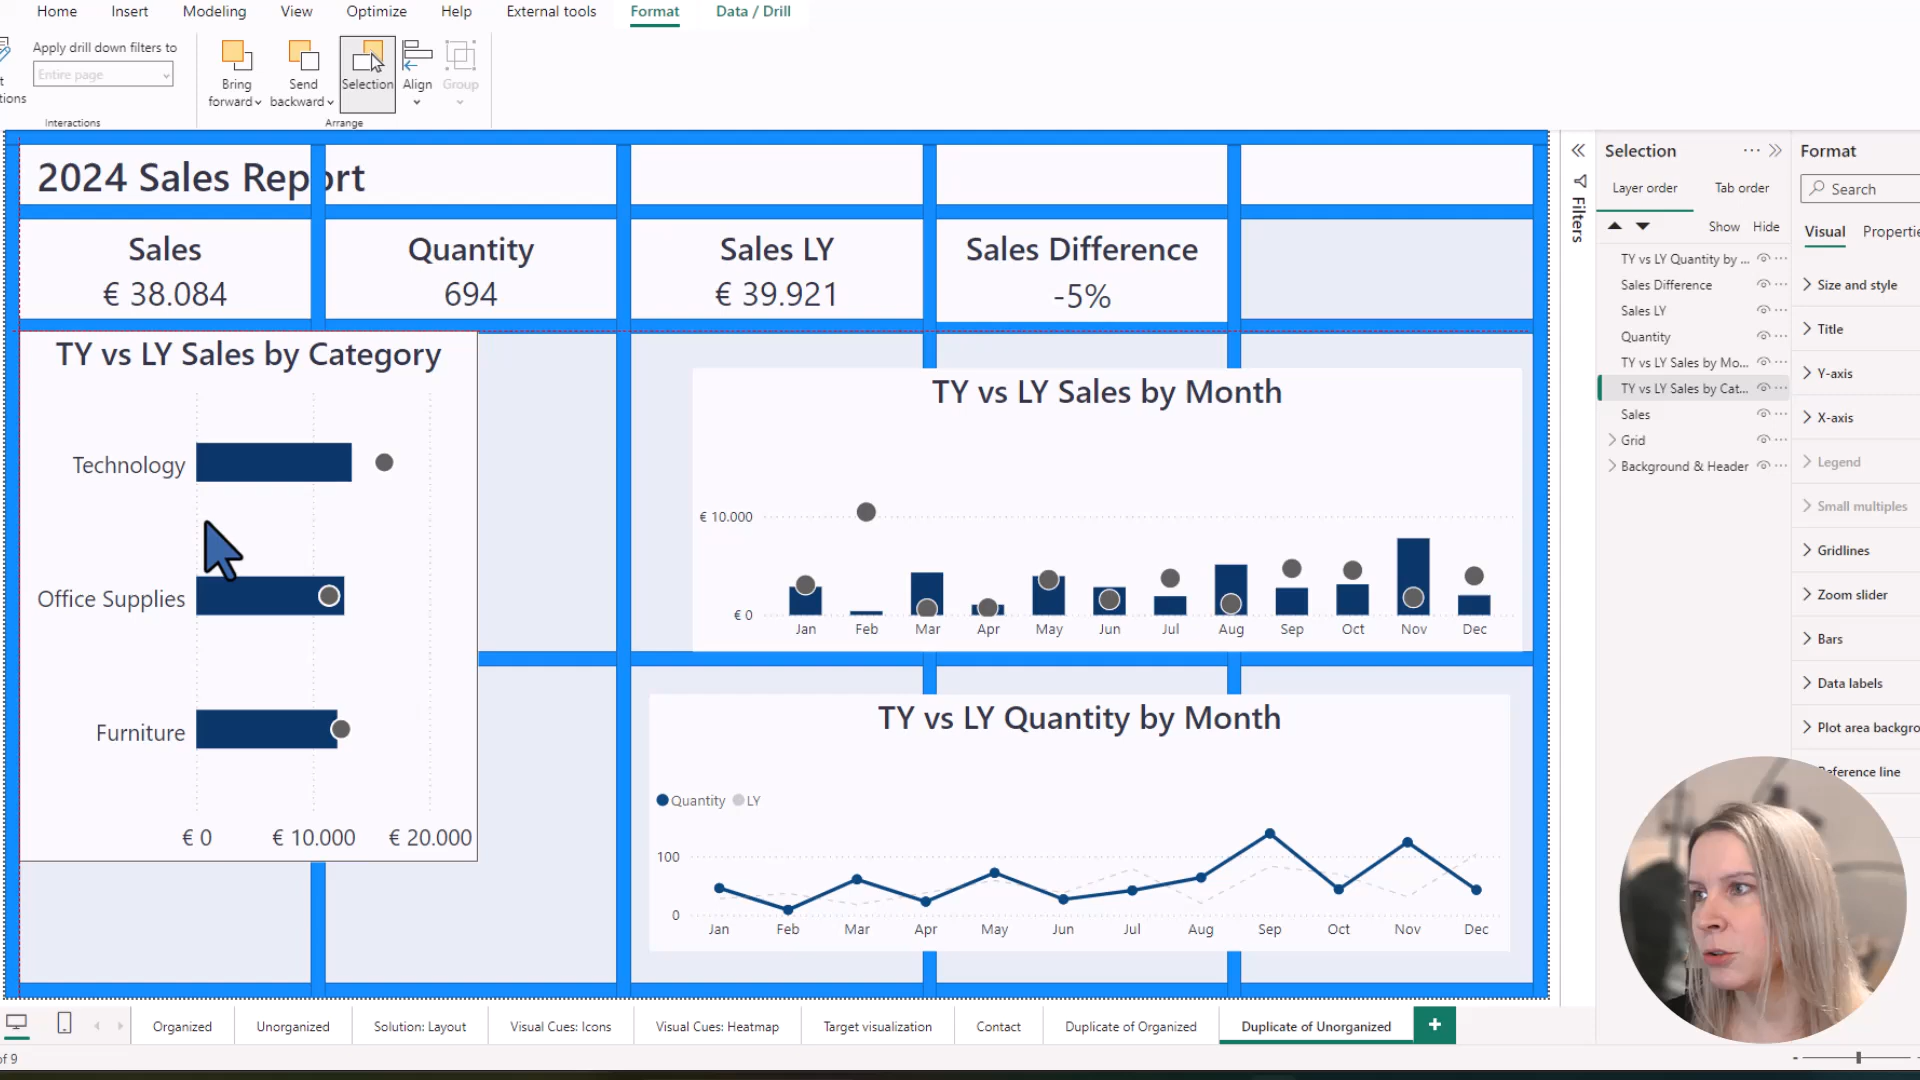 Home Insert Modeling View Optimize Help External tools Format Data / Drill
Apply drill down filters to
Entire page
Bring forward
Send backward
Selection
Align
Group
Interactions
Arrange
2024 Sales Report
Sales
€ 38.084
Quantity
694
Sales LY
€ 39.921
Sales Difference
-5%
TY vs LY Sales by Category
Technology
Office Supplies
Furniture
€ 0 € 10.000 € 20.000
TY vs LY Sales by Month
€ 10.000
€ 0
Jan Feb Mar Apr May Jun Jul Aug Sep Oct Nov Dec
TY vs LY Quantity by Month
Quantity LY
100
0
Jan Feb Mar Apr May Jun Jul Aug Sep Oct Nov Dec
Filters
Selection
Layer order Tab order
Show Hide
TY vs LY Quantity by ...
Sales Difference
Sales LY
Quantity
TY vs LY Sales by Mo...
TY vs LY Sales by Cat...
Sales
Grid
Background & Header
Format
Search
Visual
Size and style
Title
Y-axis
X-axis
Legend
Small multiples
Gridlines
Zoom slider
Bars
Data labels
Plot area
Reference line
Organized Unorganized Solution: Layout Visual Cues: Icons Visual Cues: Heatmap Target visualization Contact Duplicate of Organized Duplicate of Unorganized
of 9